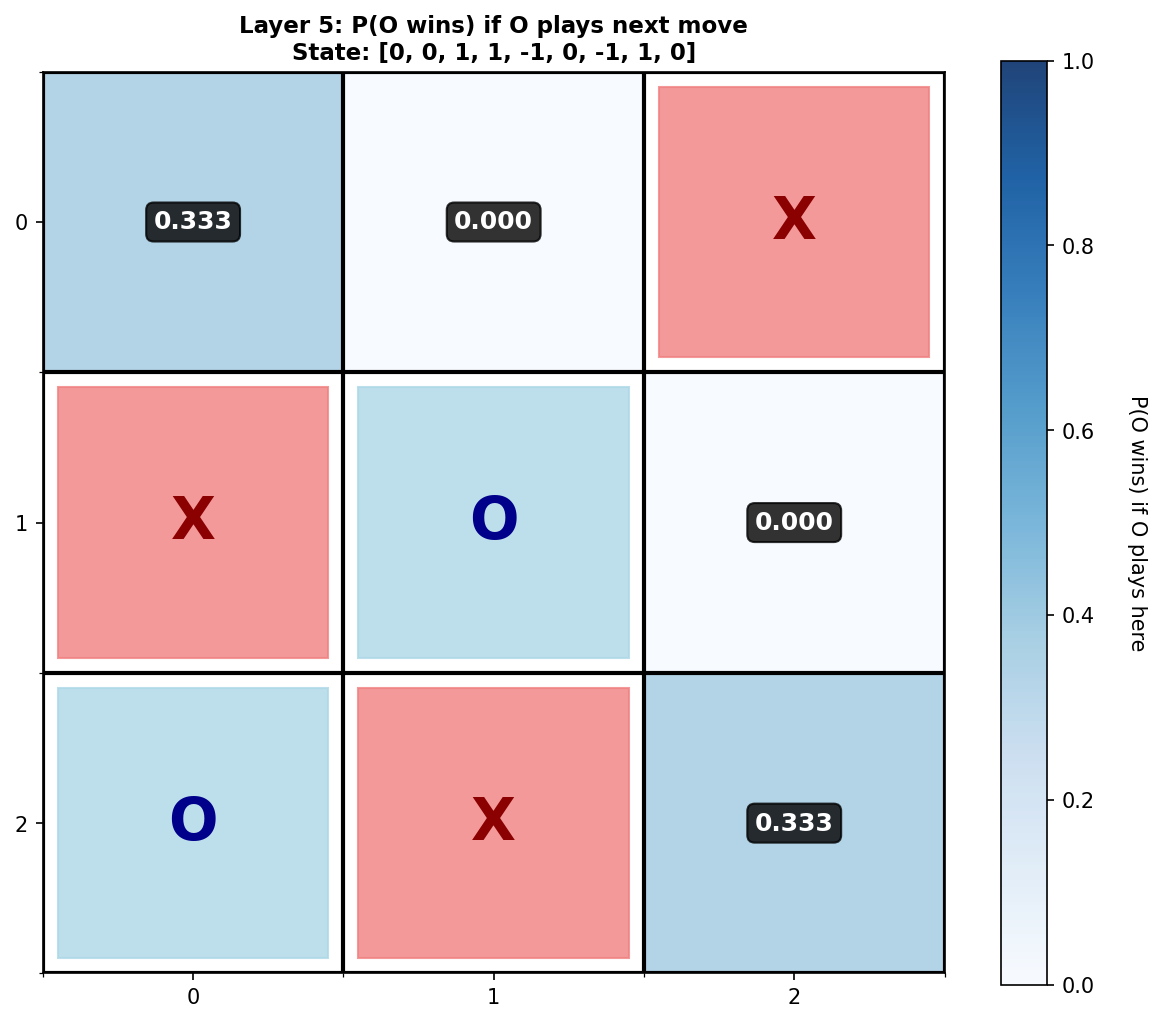 Layer 5: P(O wins) if O plays next move
State: [0, 0, 1, 1, -1, 0, -1, 1, 0]
0
0.333
0.000
X
1
X
O
0.000
2
O
X
0.333
0
1
2
1.0
0.8
0.6
0.4
0.2
0.0
P(O wins) if O plays here